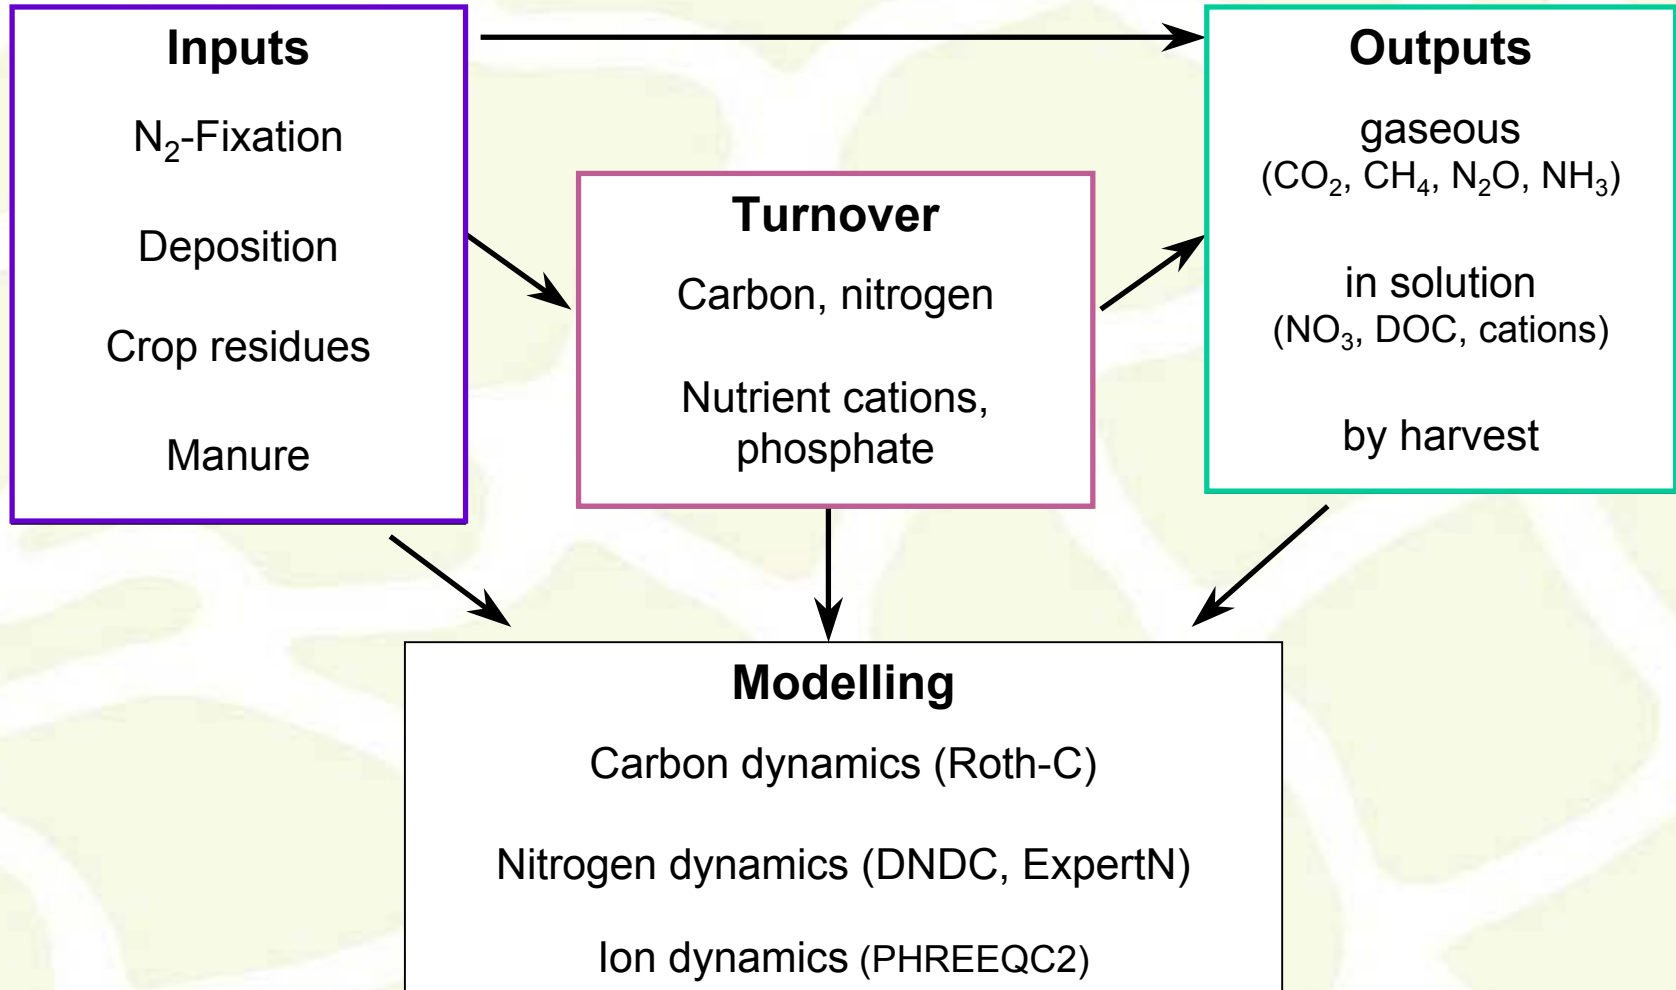 Inputs
N₂-Fixation
Deposition
Crop residues
Manure
Turnover
Carbon, nitrogen
Nutrient cations,
phosphate
Outputs
gaseous
(CO₂, CH₄, N₂O, NH₃)
in solution
(NO₃, DOC, cations)
by harvest
Modelling
Carbon dynamics (Roth-C)
Nitrogen dynamics (DNDC, ExpertN)
Ion dynamics (PHREEQC2)